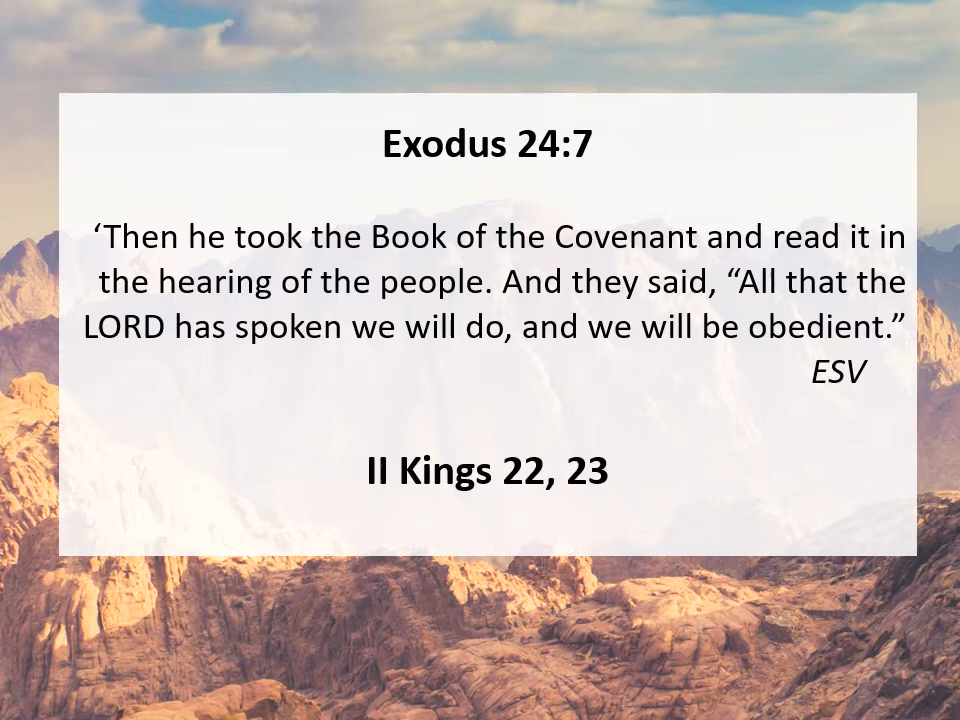 Exodus 24:7
‘Then he took the Book of the Covenant and read it in
the hearing of the people. And they said, “All that the
LORD has spoken we will do, and we will be obedient.”
ESV
II Kings 22, 23